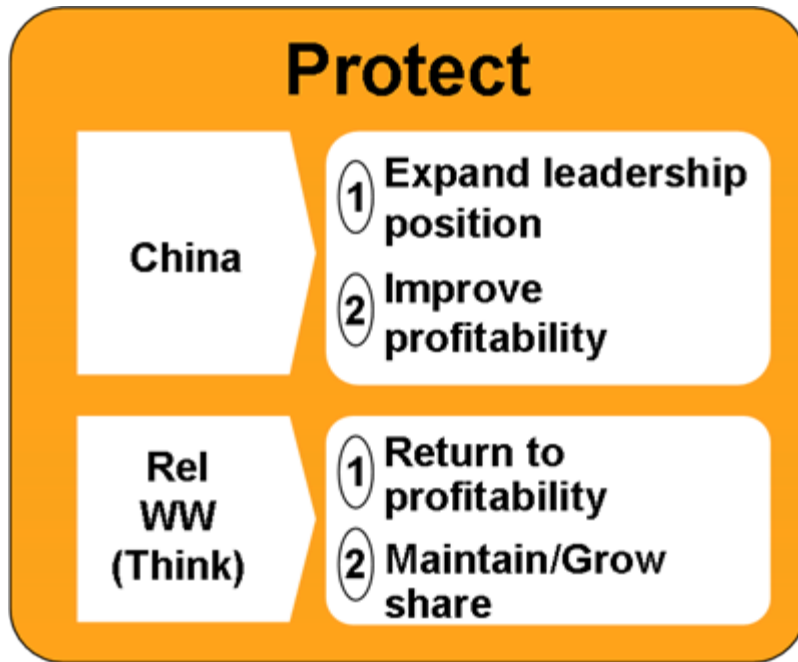 Protect
China
1 Expand leadership
position
2 Improve
profitability
Rel
WW
(Think)
1 Return to
profitability
2 Maintain/Grow
share